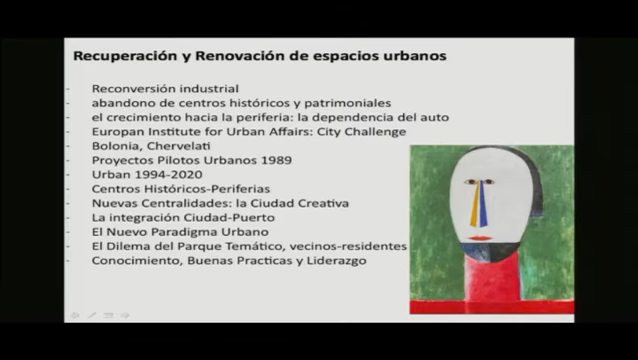 Recuperación y Renovación de espacios urbanos
- Reconversión industrial
- abandono de centros históricos y patrimoniales
- el crecimiento hacia la periferia: la dependencia del auto
- Europan Institute for Urban Affairs: City Challenge
- Bolonia, Chervelati
- Proyectos Pilotos Urbanos 1989
- Urban 1994-2020
- Centros Históricos-Periferias
- Nuevas Centralidades: la Ciudad Creativa
- La integración Ciudad-Puerto
- El Nuevo Paradigma Urbano
- El Dilema del Parque Temático, vecinos-residentes
- Conocimiento, Buenas Practicas y Liderazgo